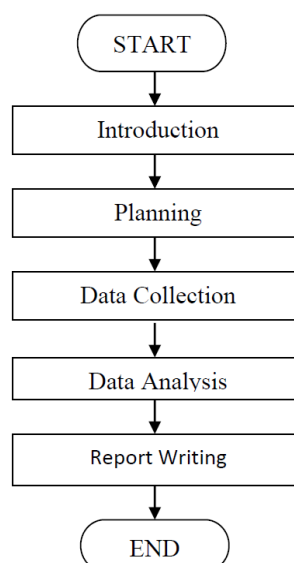 START
Introduction
Planning
Data Collection
Data Analysis
Report Writing
END